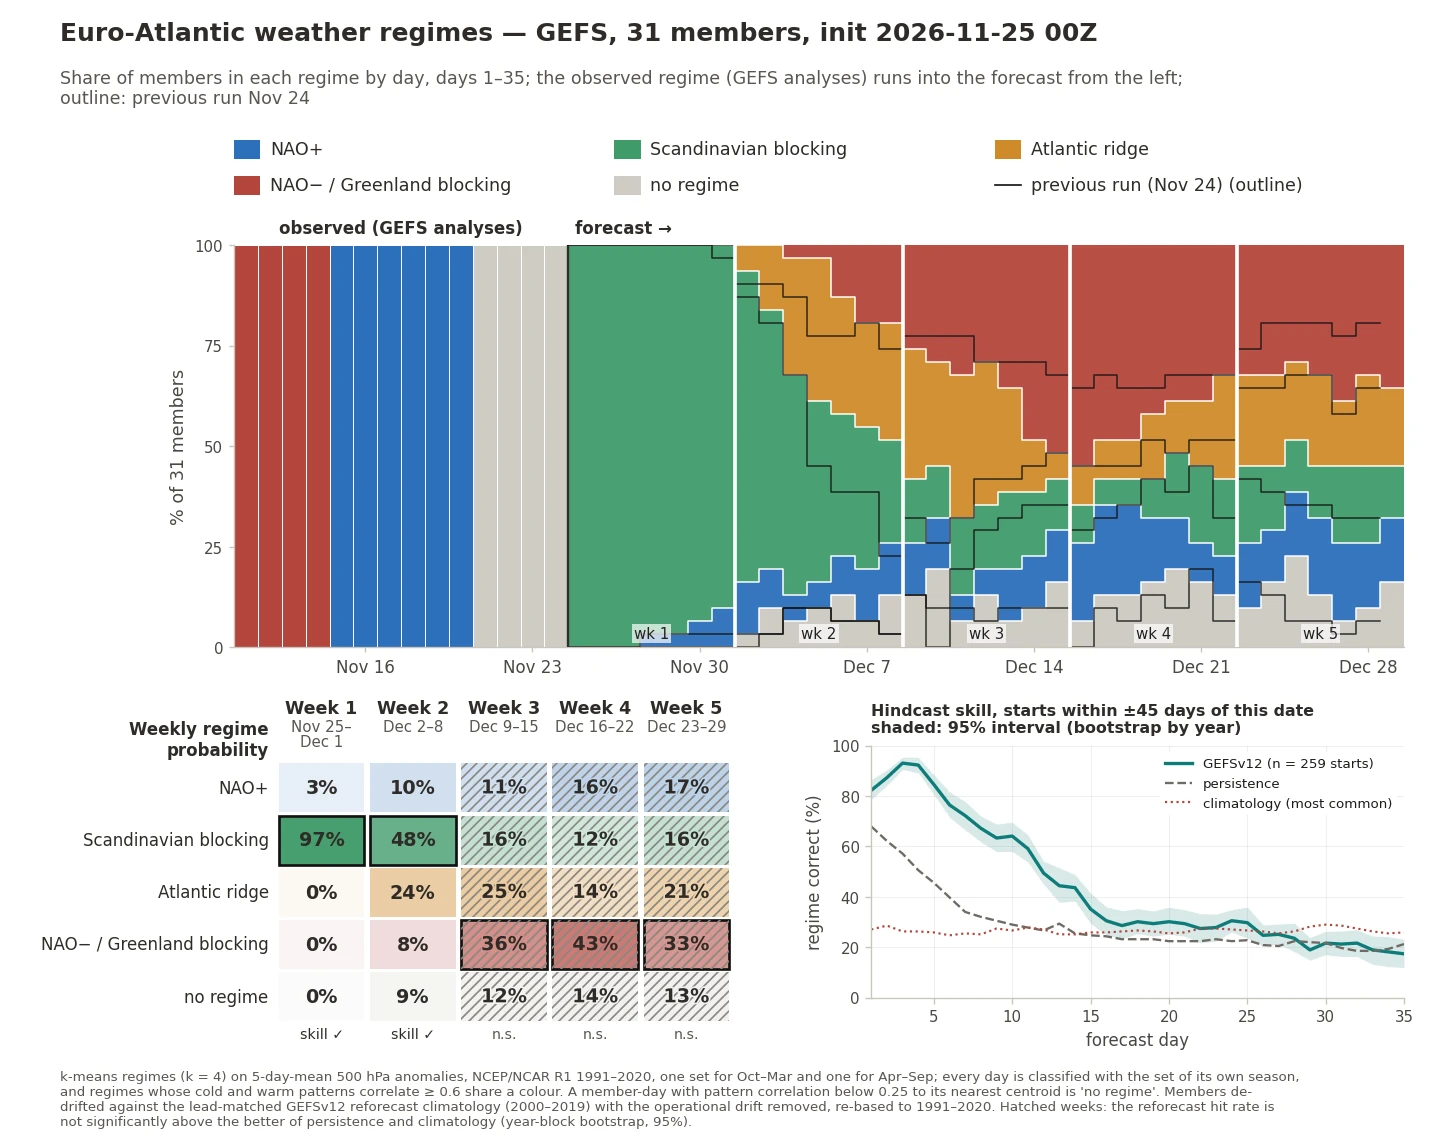 Euro-Atlantic weather regimes — GEFS, 31 members, init 2026-11-25 00Z
Share of members in each regime by day, days 1–35; the observed regime (GEFS analyses) runs into the forecast from the left;
outline: previous run Nov 24
NAO+
Scandinavian blocking
Atlantic ridge
NAO− / Greenland blocking
no regime
previous run (Nov 24) (outline)
observed (GEFS analyses)
forecast →
% of 31 members
100
75
50
25
0
wk 1
wk 2
wk 3
wk 4
wk 5
Nov 16
Nov 23
Nov 30
Dec 7
Dec 14
Dec 21
Dec 28
Weekly regime
probability
Week 1
Nov 25–
Dec 1
Week 2
Dec 2–8
Week 3
Dec 9–15
Week 4
Dec 16–22
Week 5
Dec 23–29
NAO+ 3% 10% 11% 16% 17%
Scandinavian blocking 97% 48% 16% 12% 16%
Atlantic ridge 0% 24% 25% 14% 21%
NAO− / Greenland blocking 0% 8% 36% 43% 33%
no regime 0% 9% 12% 14% 13%
skill ✓ skill ✓ n.s. n.s. n.s.
Hindcast skill, starts within ±45 days of this date
shaded: 95% interval (bootstrap by year)
GEFSv12 (n = 259 starts)
persistence
climatology (most common)
regime correct (%)
100
80
60
40
20
0
5
10
15
20
25
30
35
forecast day
k-means regimes (k = 4) on 5-day-mean 500 hPa anomalies, NCEP/NCAR R1 1991–2020, one set for Oct–Mar and one for Apr–Sep; every day is classified with the set of its own season,
and regimes whose cold and warm patterns correlate ≥ 0.6 share a colour. A member-day with pattern correlation below 0.25 to its nearest centroid is 'no regime'. Members de-
drifted against the lead-matched GEFSv12 reforecast climatology (2000–2019) with the operational drift removed, re-based to 1991–2020. Hatched weeks: the reforecast hit rate is
not significantly above the better of persistence and climatology (year-block bootstrap, 95%).